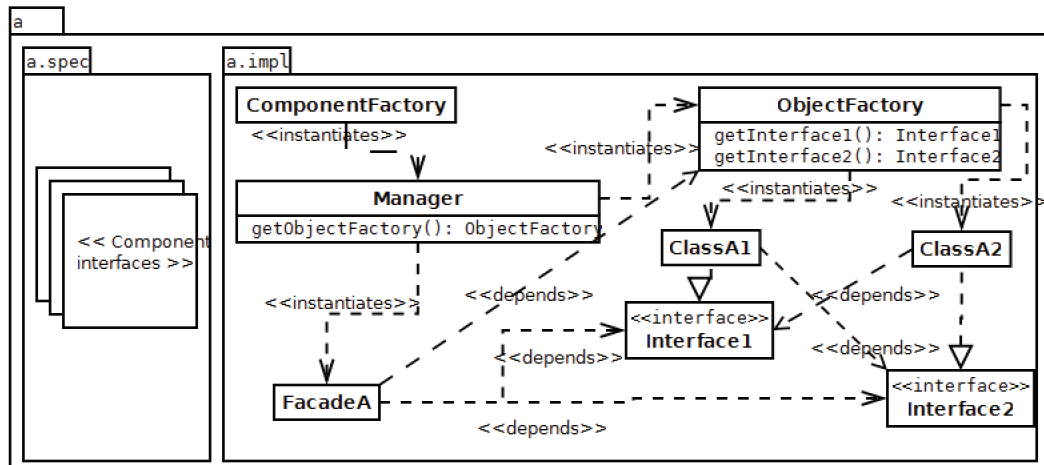 a
a.spec
<< Component
interfaces >>
a.impl
ComponentFactory
<<instantiates>>
Manager
getObjectFactory(): ObjectFactory
<<instantiates>>
ObjectFactory
getInterface1(): Interface1
getInterface2(): Interface2
<<instantiates>>
<<instantiates>>
<<instantiates>>
ClassA1
ClassA2
<<depends>>
<<depends>>
<<interface>>
Interface1
<<depends>>
<<depends>>
FacadeA
<<interface>>
Interface2
<<depends>>